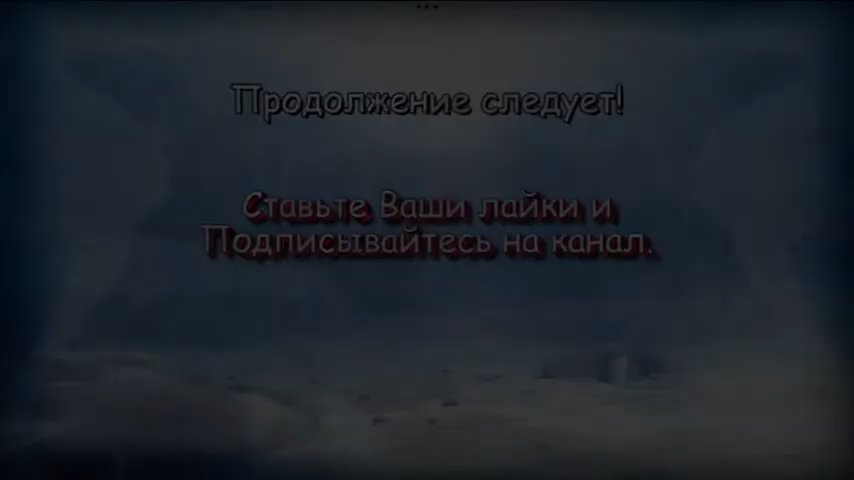 Продолжение следует!
Ставьте Ваши лайки и
Подписывайтесь на канал.